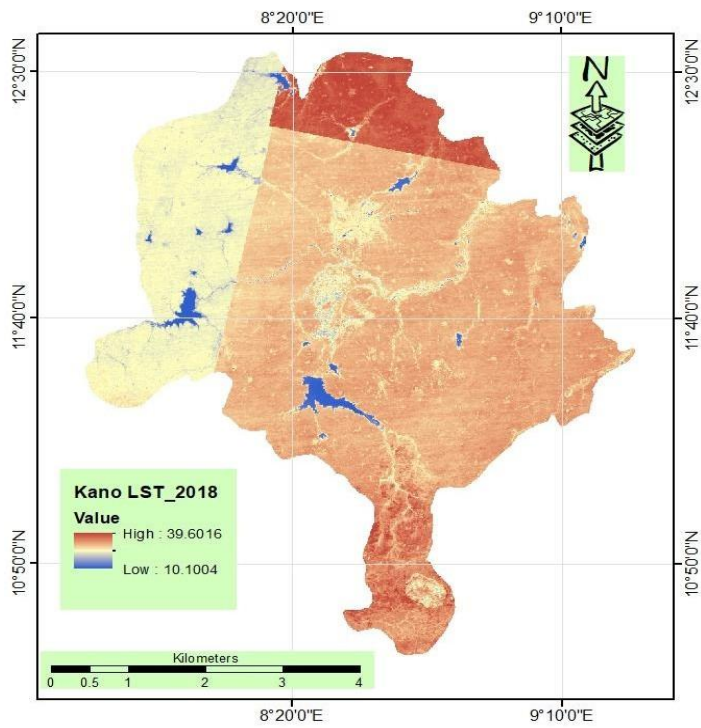 8°20'0"E 9°10'0"E
N
12°30'0"N 12°30'0"N
11°40'0"N 11°40'0"N
10°50'0"N 10°50'0"N
Kano LST_2018
Value
High : 39.6016
Low : 10.1004
Kilometers
0 0.5 1 2 3 4
8°20'0"E 9°10'0"E